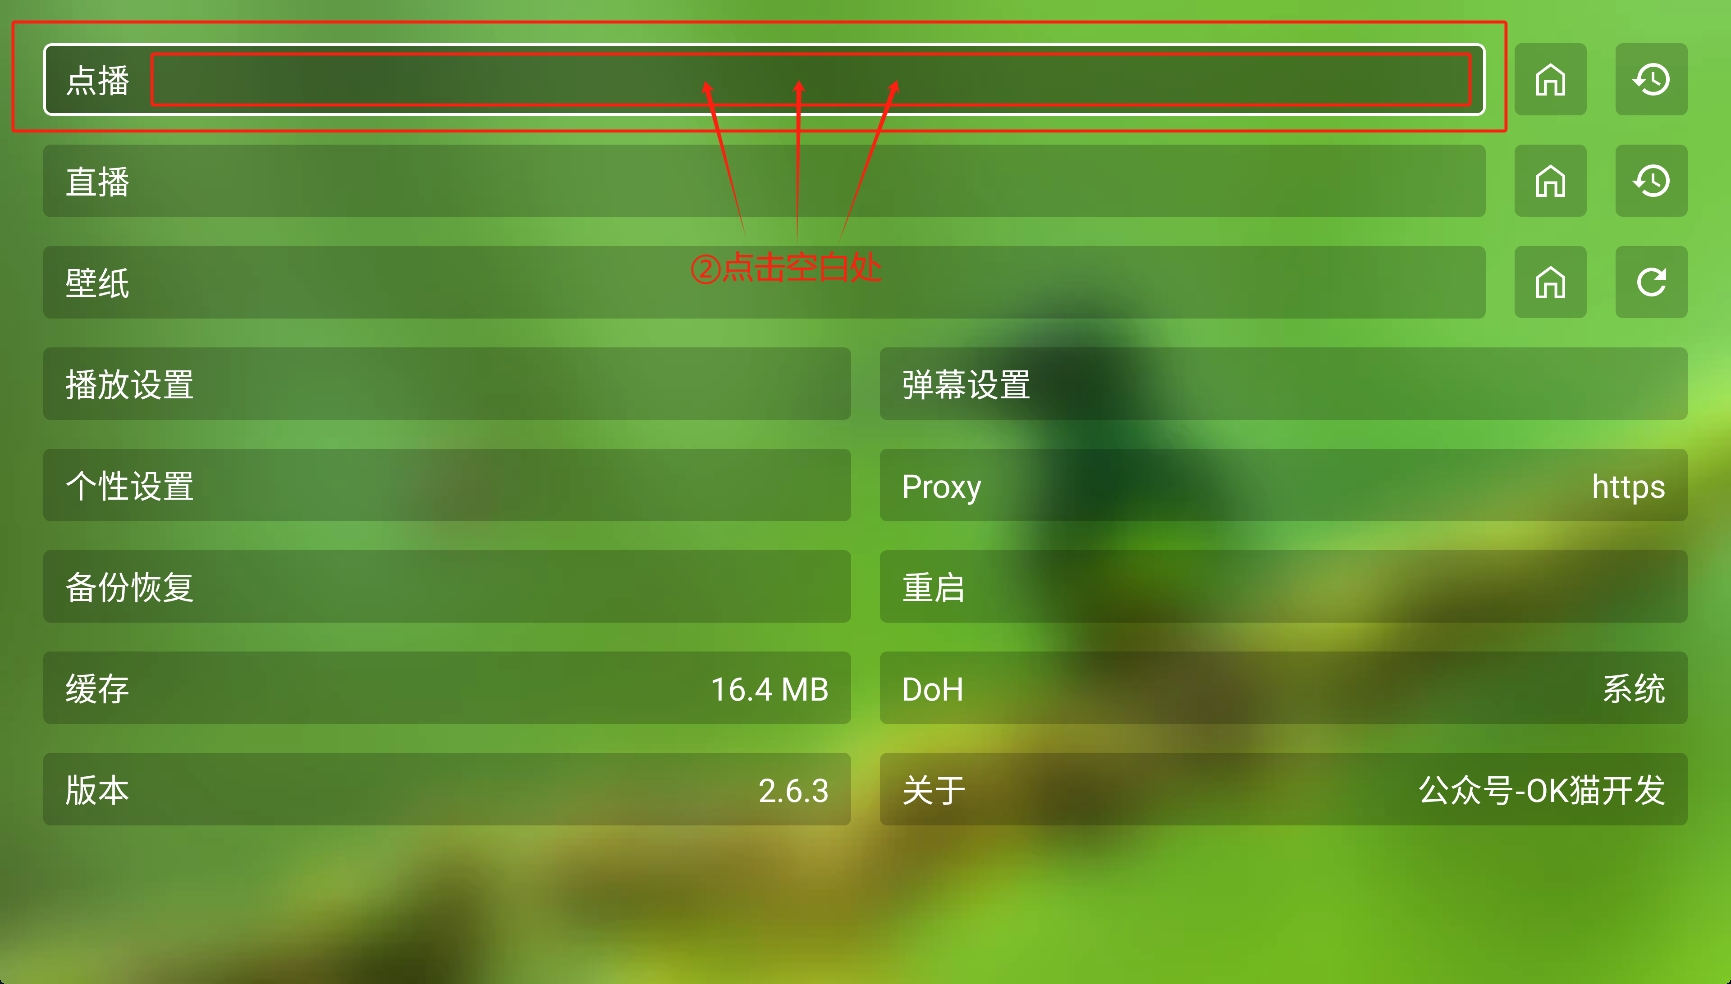 点播
直播
②点击空白处
壁纸
播放设置
弹幕设置
个性设置
Proxy
https
备份恢复
重启
缓存
16.4 MB
DoH
系统
版本
2.6.3
关于
公众号-OK猫开发